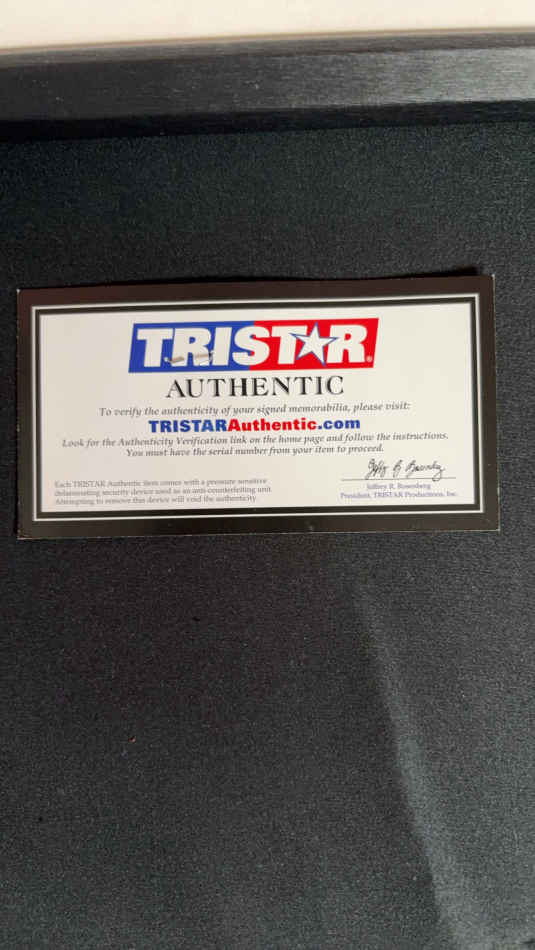 TRISTAR®
AUTHENTIC
To verify the authenticity of your signed memorabilia, please visit:
TRISTARAuthentic.com
Look for the Authenticity Verification link on the home page and follow the instructions.
You must have the serial number from your item to proceed.
Each TRISTAR Authentic item comes with a pressure sensitive
delaminating security device used as an anti-counterfeiting unit.
Attempting to remove this device will void the authenticity.
Jeffrey R. Rosenberg
President, TRISTAR Productions, Inc.